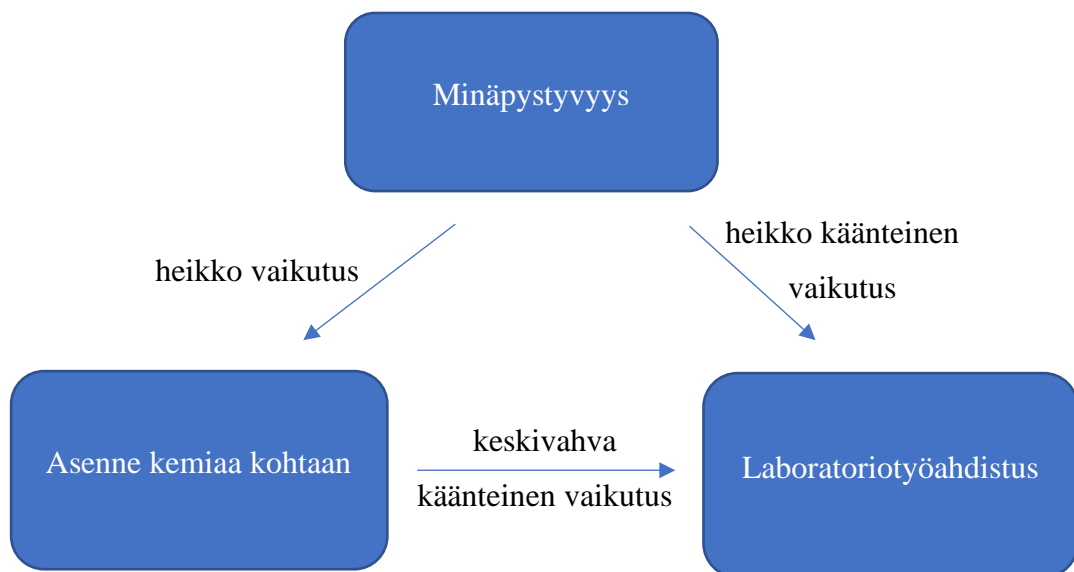 Minäpystyvyys
heikko vaikutus
heikko käänteinen
vaikutus
Asenne kemiaa kohtaan
keskivahva
käänteinen vaikutus
Laboratoriotyöahdistus